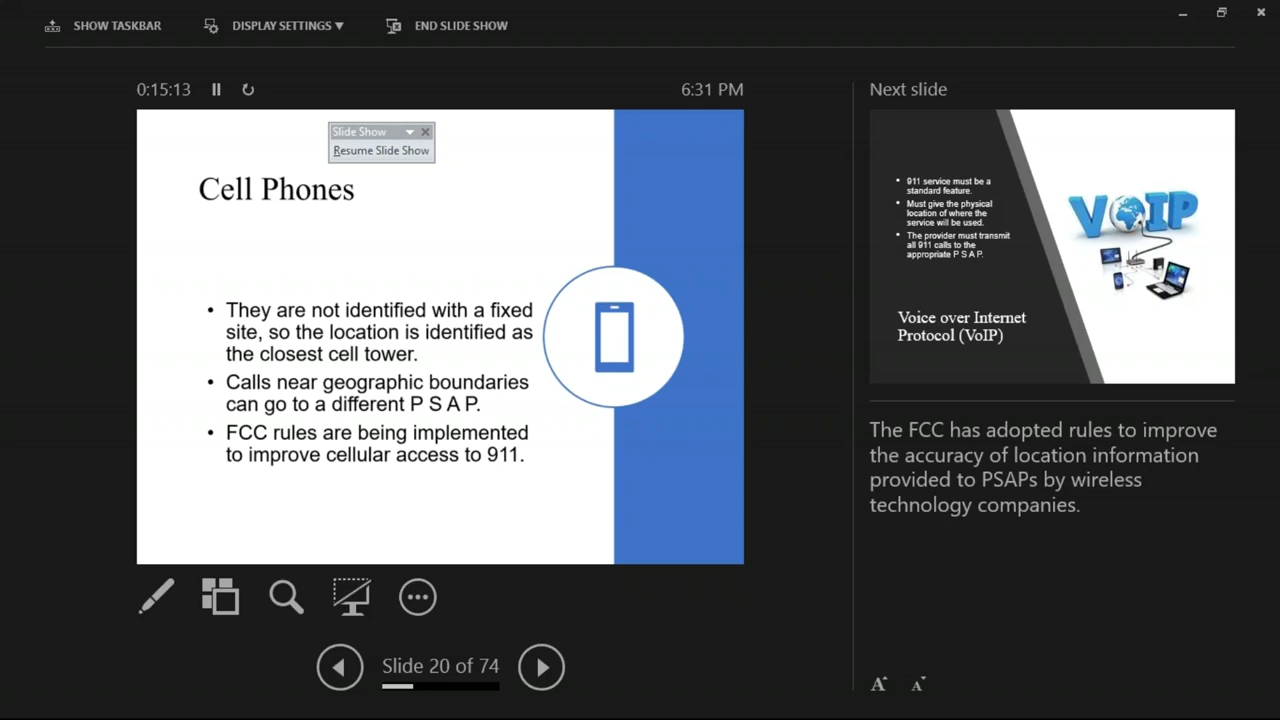 SHOW TASKBAR
DISPLAY SETTINGS ▼
END SLIDE SHOW
0:15:13
6:31 PM
Slide Show
Resume Slide Show
Cell Phones
• They are not identified with a fixed
site, so the location is identified as
the closest cell tower.
• Calls near geographic boundaries
can go to a different P S A P.
• FCC rules are being implemented
to improve cellular access to 911.
Slide 20 of 74
Next slide
• 911 service must be a
standard feature.
• Must give the physical
location of where the
service will be used.
• The provider must transmit
all 911 calls to the
appropriate P S A P.
Voice over Internet
Protocol (VoIP)
VOIP
The FCC has adopted rules to improve
the accuracy of location information
provided to PSAPs by wireless
technology companies.
A A